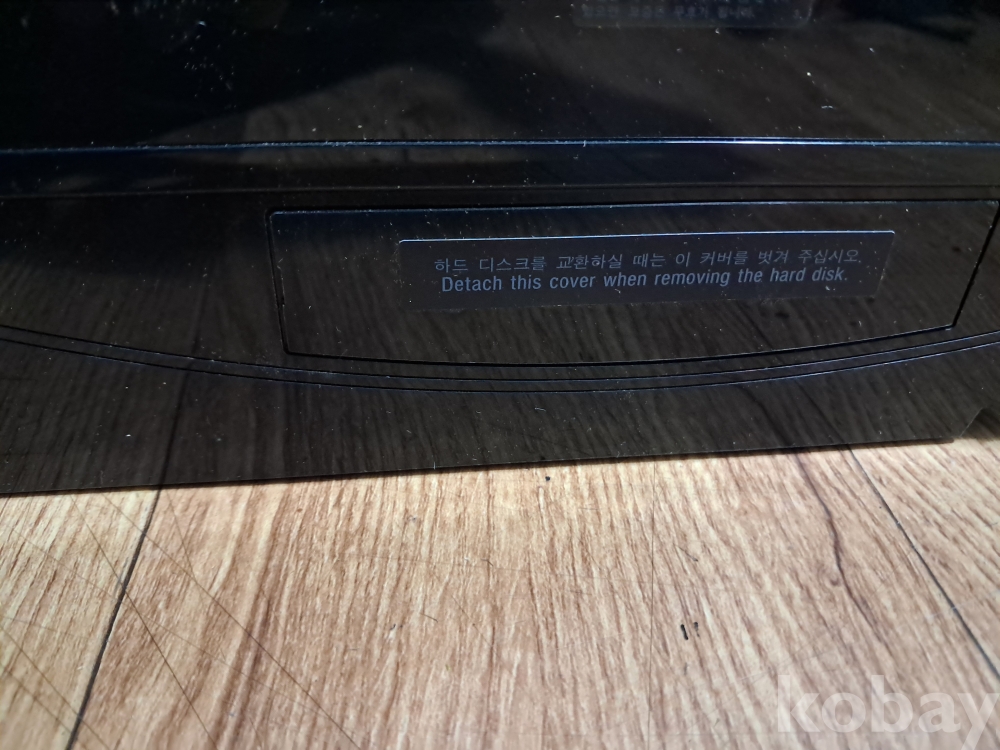 하드 디스크를 교환하실 때는 이 커버를 벗겨 주십시오.
Detach this cover when removing the hard disk.
kobay